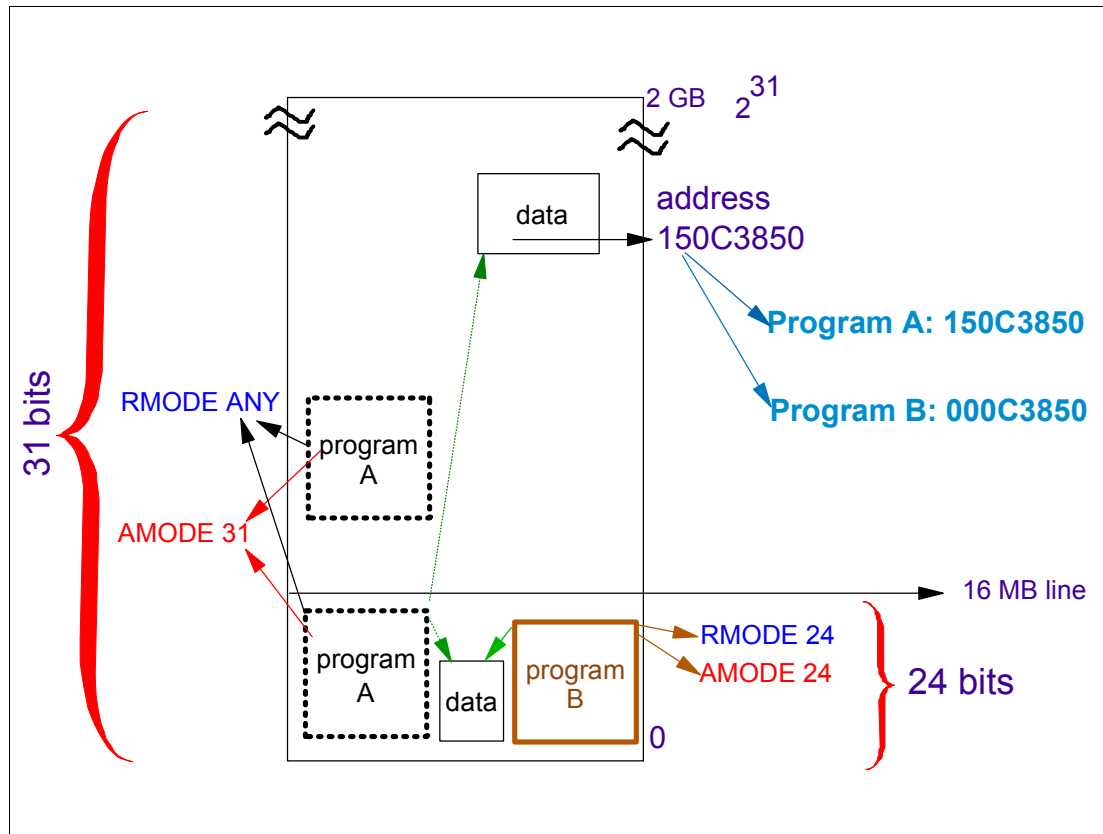 2 GB 2 31
data
address
150C3850
Program A: 150C3850
31 bits
RMODE ANY
Program B: 000C3850
program
A
AMODE 31
16 MB line
program
A
data
program
B
RMODE 24
AMODE 24
24 bits
0